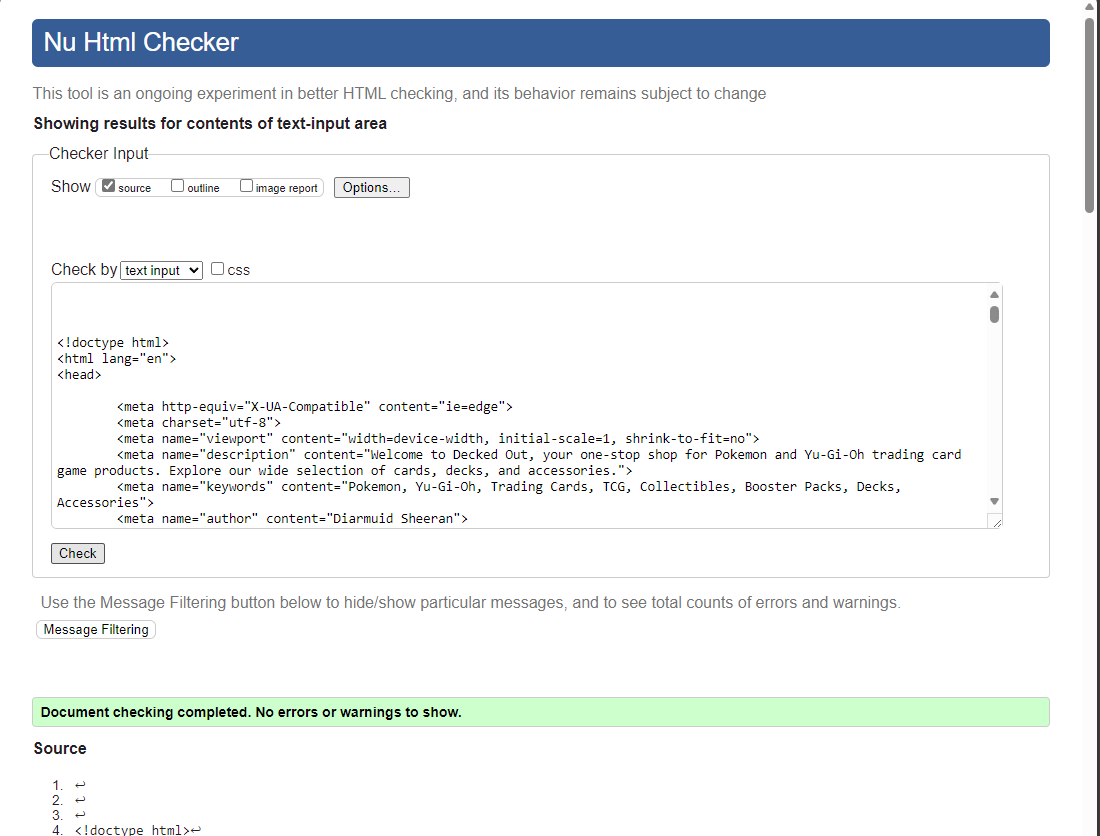 Nu Html Checker
This tool is an ongoing experiment in better HTML checking, and its behavior remains subject to change
Showing results for contents of text-input area
Checker Input
Show source outline image report Options...
Check by text input css
<!doctype html>
<html lang="en">
<head>
<meta http-equiv="X-UA-Compatible" content="ie=edge">
<meta charset="utf-8">
<meta name="viewport" content="width=device-width, initial-scale=1, shrink-to-fit=no">
<meta name="description" content="Welcome to Decked Out, your one-stop shop for Pokemon and Yu-Gi-Oh trading card
game products. Explore our wide selection of cards, decks, and accessories.">
<meta name="keywords" content="Pokemon, Yu-Gi-Oh, Trading Cards, TCG, Collectibles, Booster Packs, Decks,
Accessories">
<meta name="author" content="Diarmuid Sheeran">
Check
Use the Message Filtering button below to hide/show particular messages, and to see total counts of errors and warnings.
Message Filtering
Document checking completed. No errors or warnings to show.
Source
1. ↩
2. ↩
3. ↩
4. <!doctype html>↩